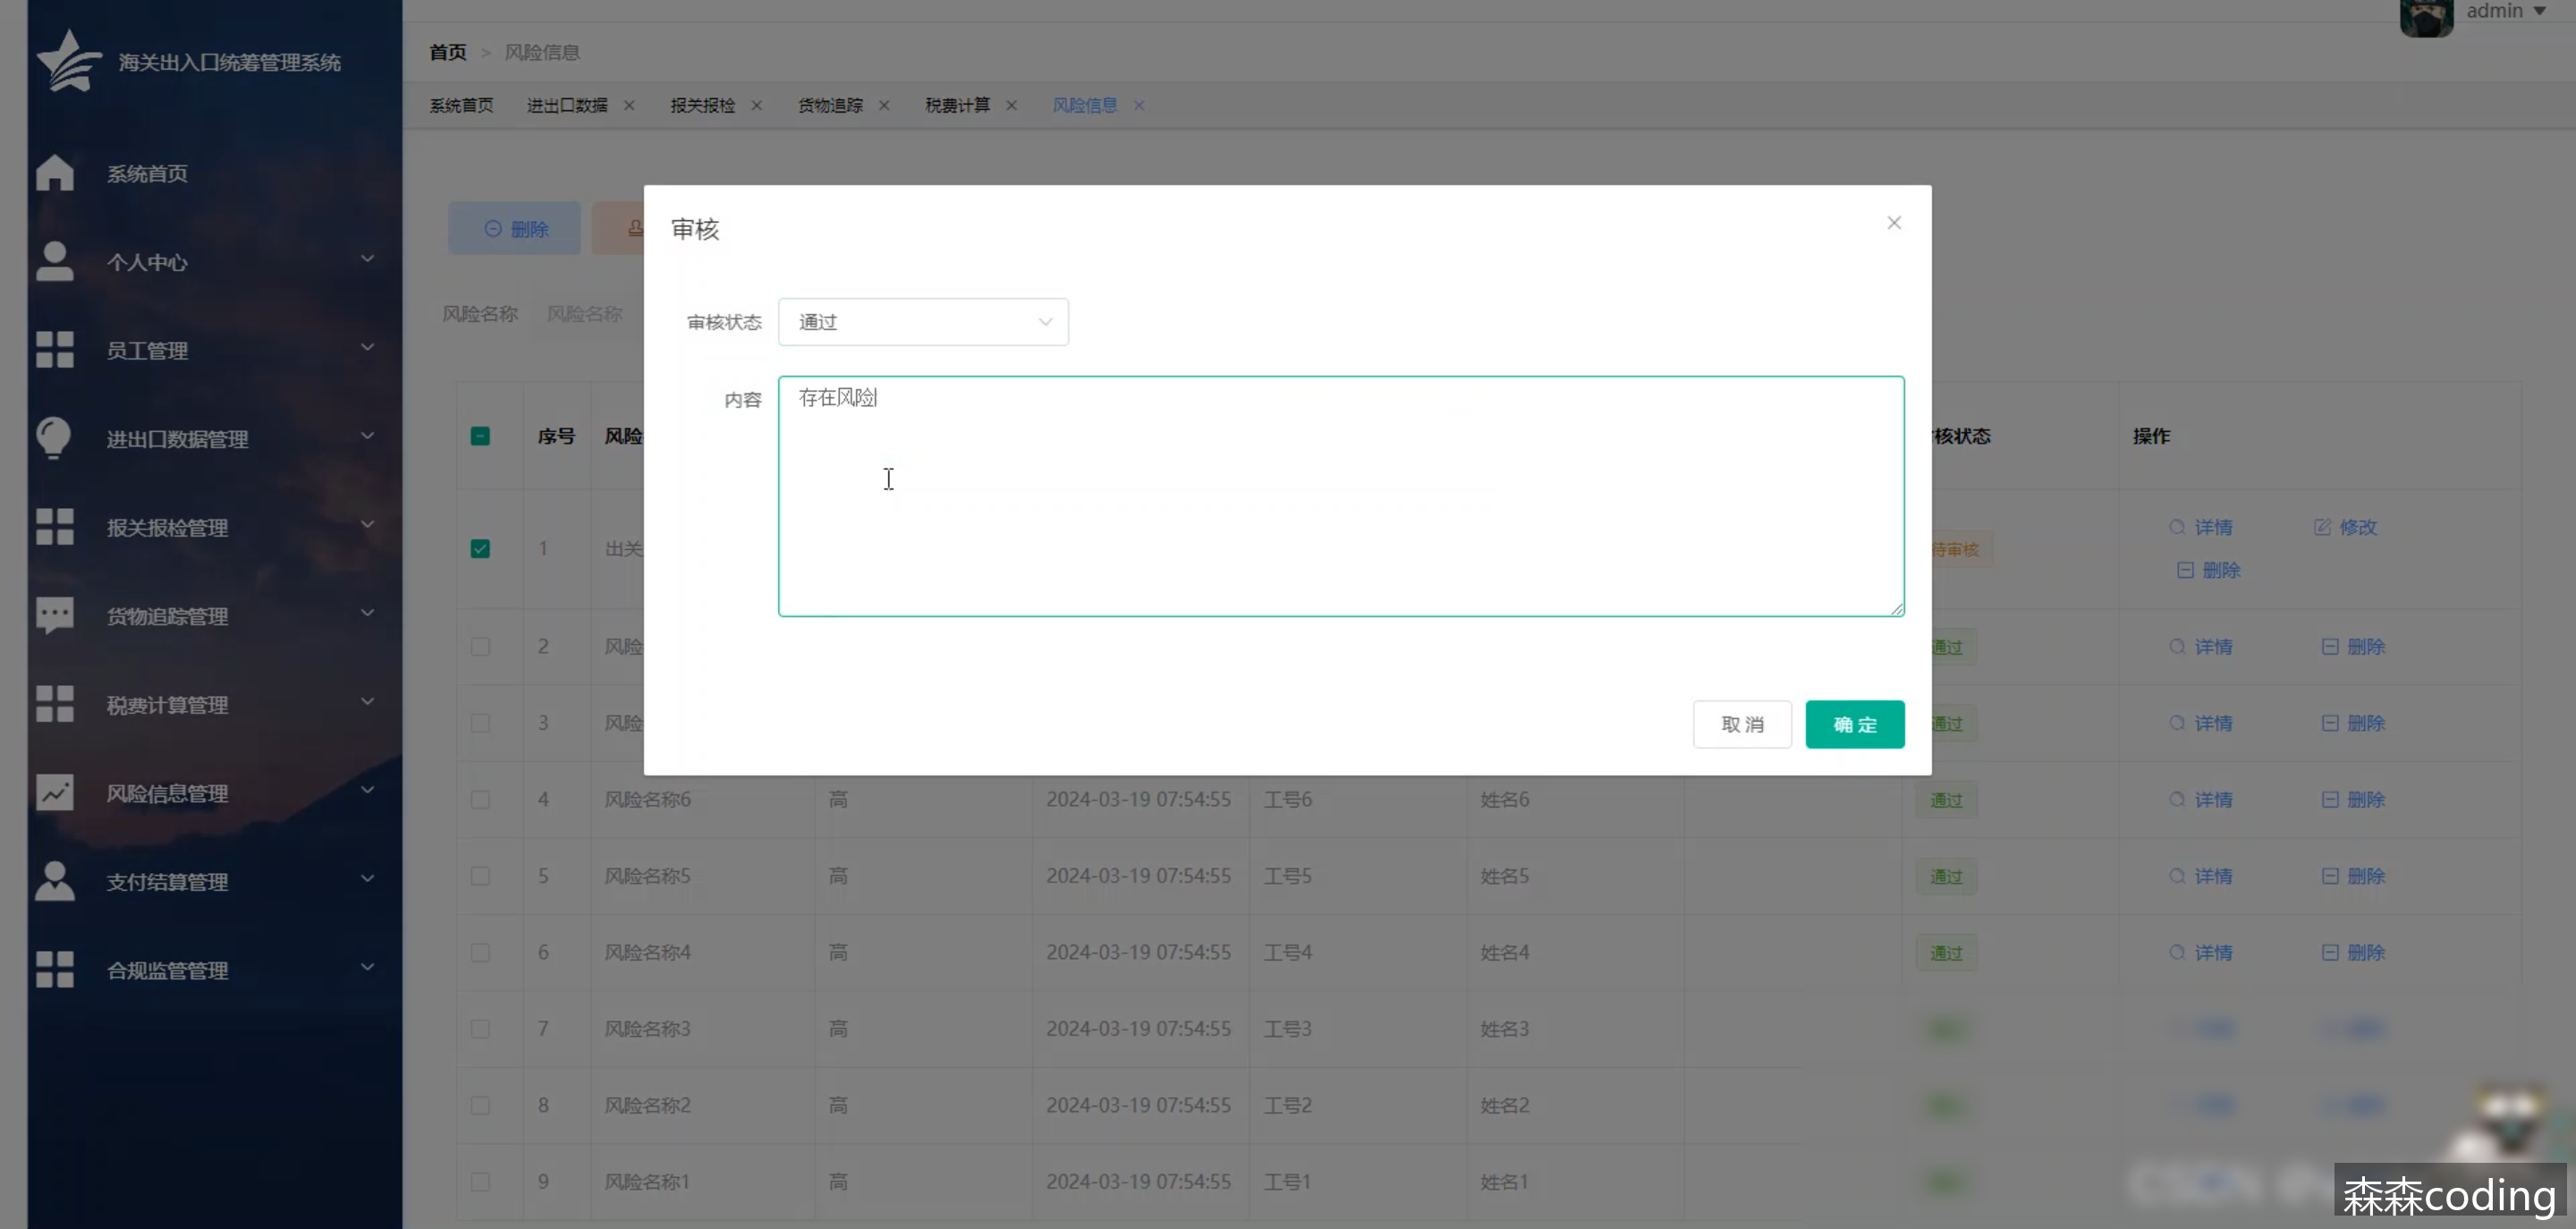 海关出入口统筹管理系统
系统首页
个人中心
员工管理
进出口数据管理
报关报检管理
货物追踪管理
税费计算管理
风险信息管理
支付结算管理
合规监管管理
admin
首页 > 风险信息
系统首页 进出口数据 × 报关报检 × 货物追踪 × 税费计算 × 风险信息 ×
删除
风险名称 风险名称
审核
审核状态 通过
内容 存在风险
取消 确定
序号 风险 核状态 操作
1 出关 待审核 详情 修改 删除
2 风险 通过 详情 删除
3 风险 通过 详情 删除
4 风险名称6 高 2024-03-19 07:54:55 工号6 姓名6 通过 详情 删除
5 风险名称5 高 2024-03-19 07:54:55 工号5 姓名5 通过 详情 删除
6 风险名称4 高 2024-03-19 07:54:55 工号4 姓名4 通过 详情 删除
7 风险名称3 高 2024-03-19 07:54:55 工号3 姓名3
8 风险名称2 高 2024-03-19 07:54:55 工号2 姓名2
9 风险名称1 高 2024-03-19 07:54:55 工号1 姓名1
森森coding